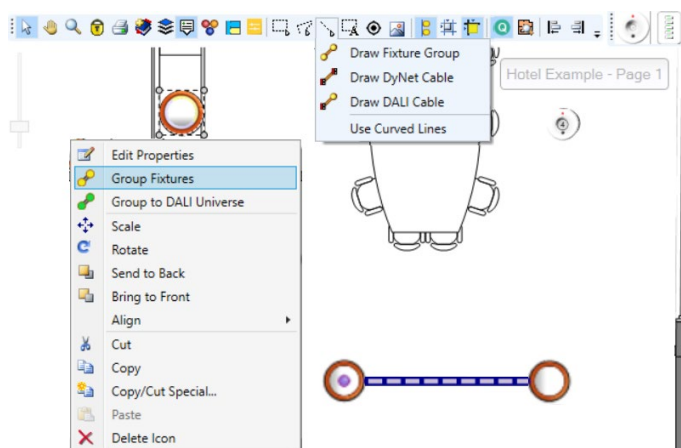 Draw Fixture Group
Draw DyNet Cable
Draw DALI Cable
Use Curved Lines
Hotel Example - Page 1
4
Edit Properties
Group Fixtures
Group to DALI Universe
Scale
Rotate
Send to Back
Bring to Front
Align
Cut
Copy
Copy/Cut Special...
Paste
Delete Icon